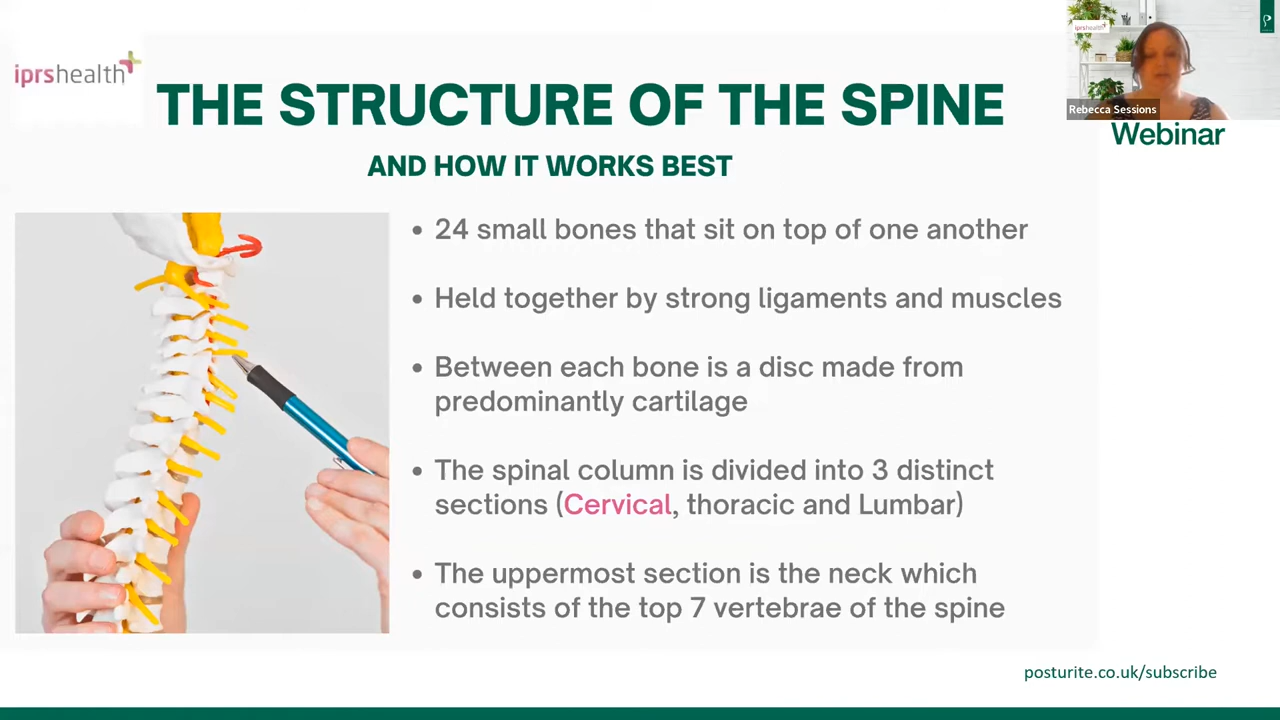 iprshealth
THE STRUCTURE OF THE SPINE
AND HOW IT WORKS BEST
iprshealth
Rebecca Sessions
Webinar
• 24 small bones that sit on top of one another
• Held together by strong ligaments and muscles
• Between each bone is a disc made from
predominantly cartilage
• The spinal column is divided into 3 distinct
sections (Cervical, thoracic and Lumbar)
• The uppermost section is the neck which
consists of the top 7 vertebrae of the spine
posturite.co.uk/subscribe